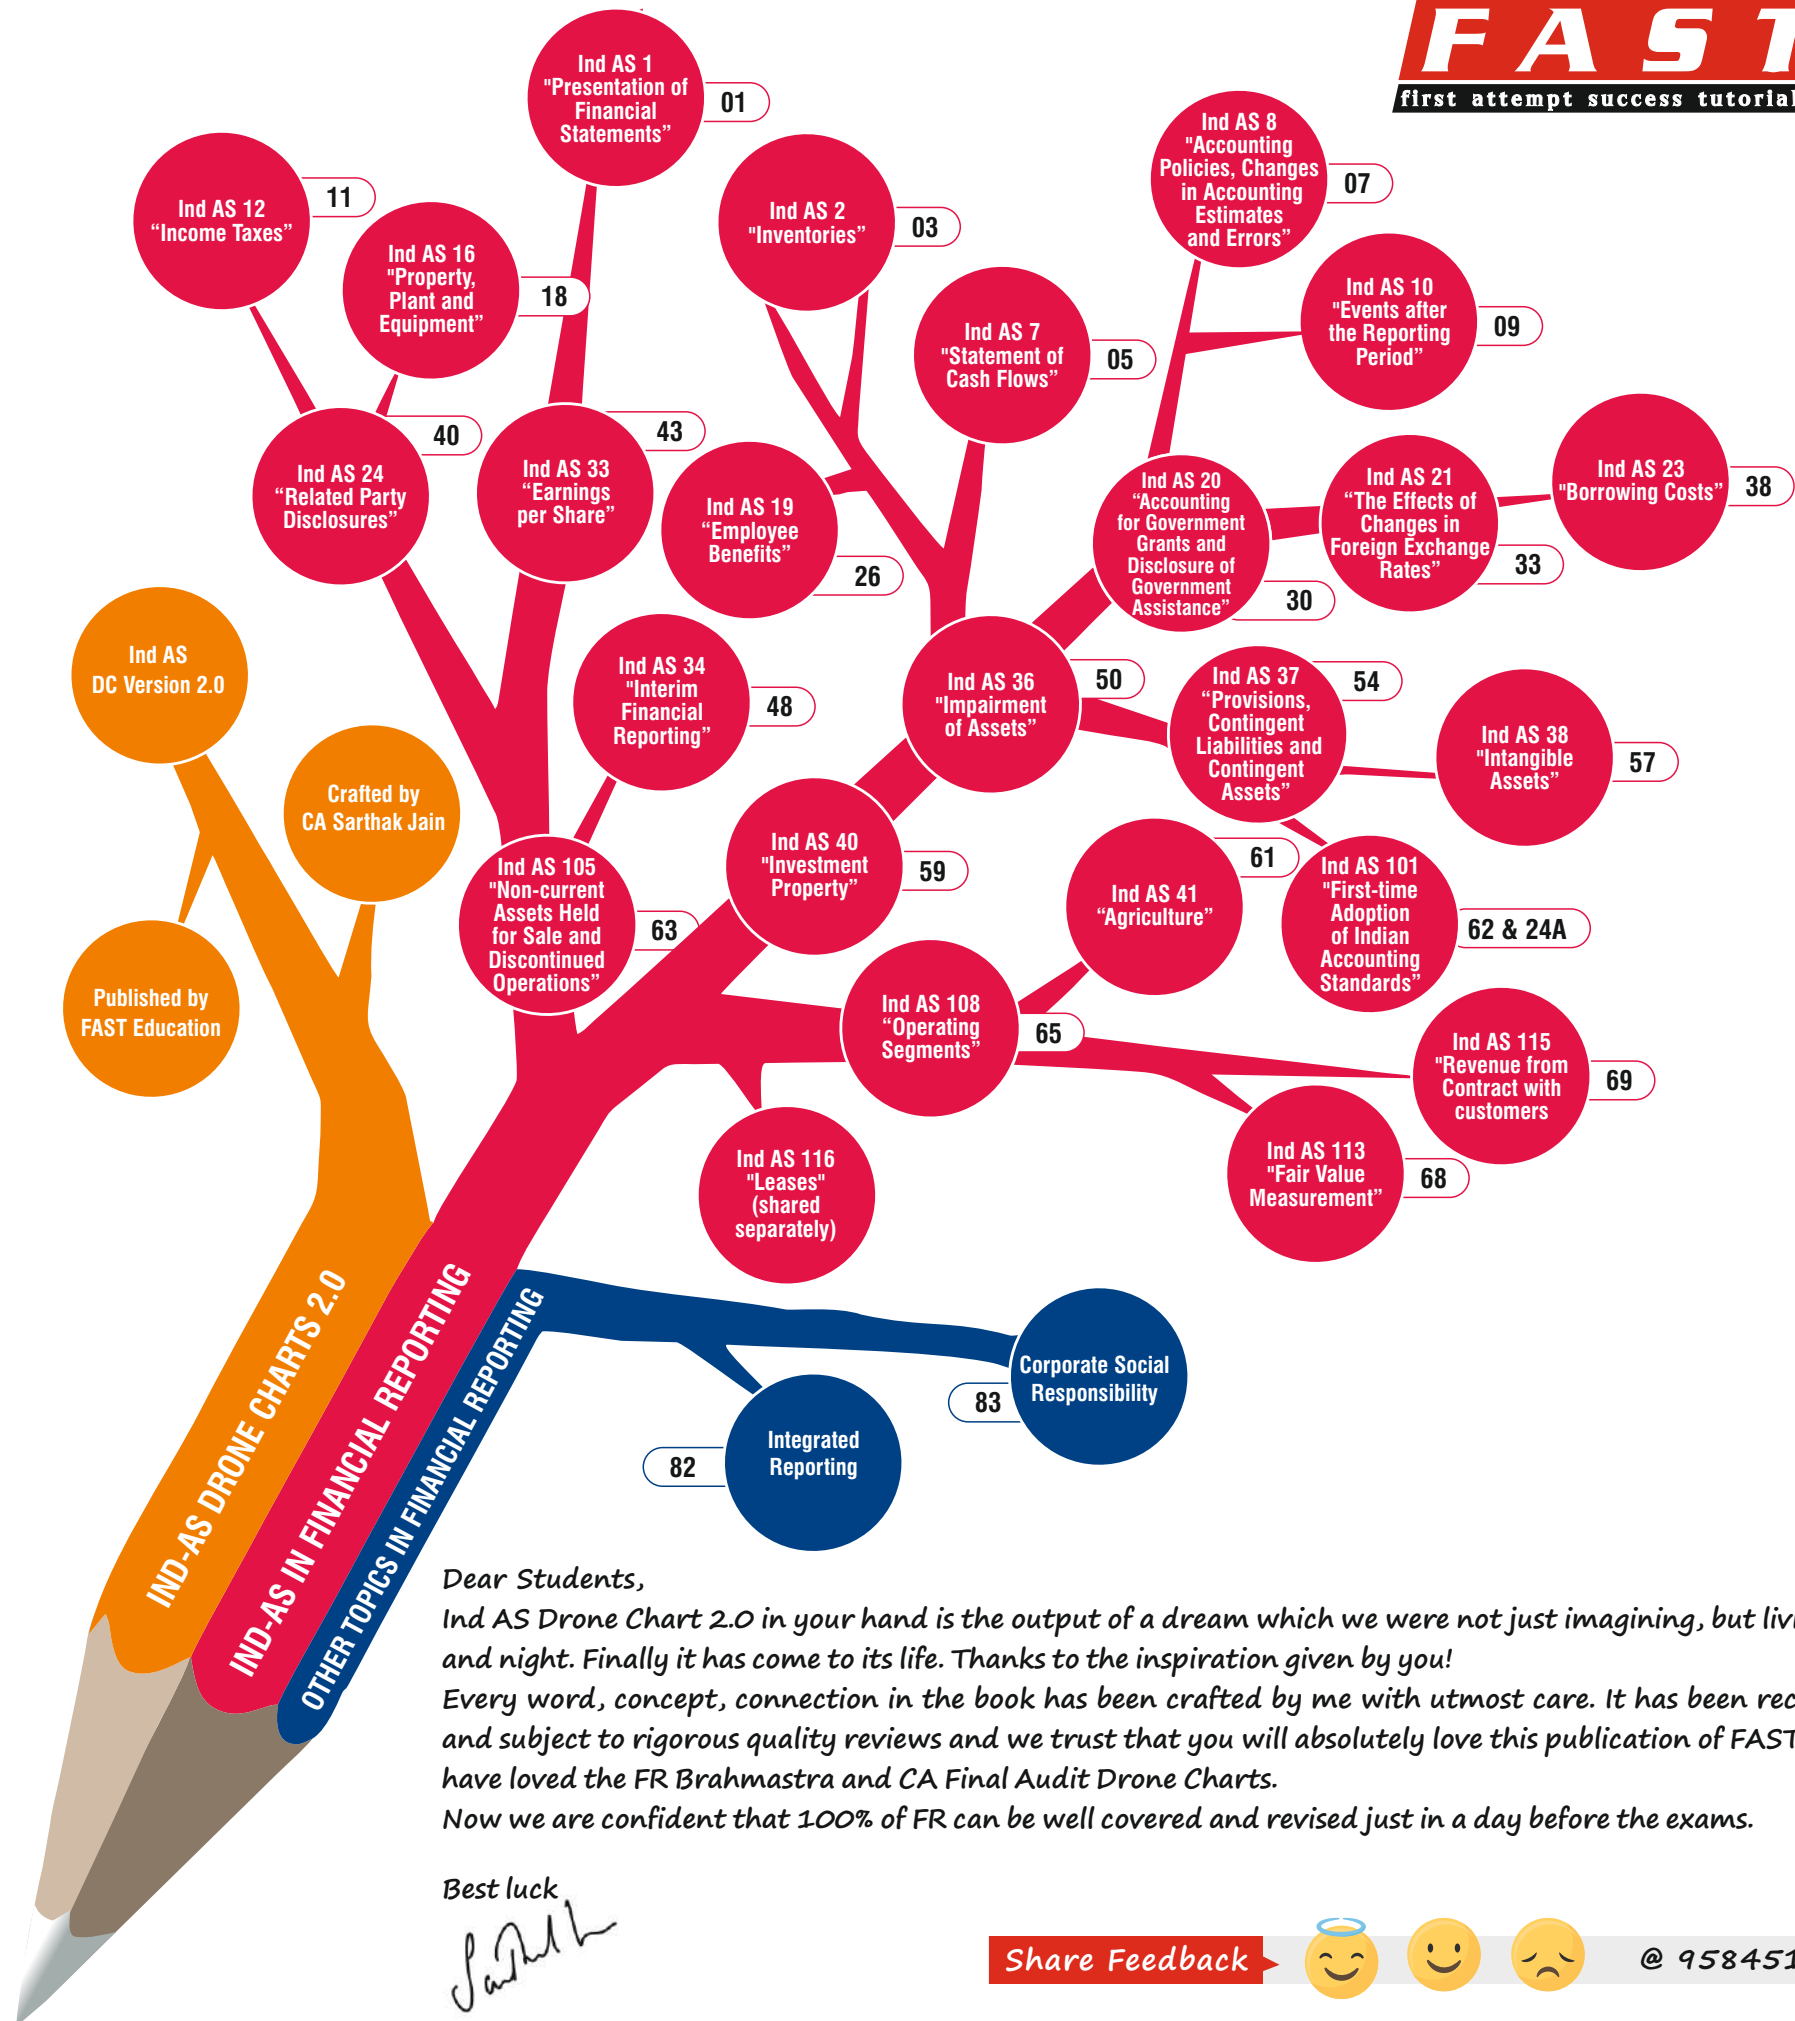 FAST
first attempt success tutorial
Ind AS 1
"Presentation of
Financial
Statements”
01
Ind AS 12
“Income Taxes”
11
Ind AS 16
"Property,
Plant and
Equipment”
18
Ind AS 2
"Inventories”
03
Ind AS 8
"Accounting
Policies, Changes
in Accounting
Estimates
and Errors”
07
Ind AS 7
"Statement of
Cash Flows”
05
Ind AS 10
"Events after
the Reporting
Period”
09
Ind AS 24
“Related Party
Disclosures”
40
Ind AS 33
“Earnings
per Share”
43
Ind AS 19
“Employee
Benefits”
26
Ind AS 20
“Accounting
for Government
Grants and
Disclosure of
Government
Assistance”
30
Ind AS 21
“The Effects of
Changes in
Foreign Exchange
Rates”
33
Ind AS 23
"Borrowing Costs”
38
Ind AS
DC Version 2.0
Crafted by
CA Sarthak Jain
Published by
FAST Education
Ind AS 34
"Interim
Financial
Reporting”
48
Ind AS 36
"Impairment
of Assets”
50
Ind AS 37
“Provisions,
Contingent
Liabilities and
Contingent
Assets”
54
Ind AS 38
"Intangible
Assets”
57
Ind AS 105
"Non-current
Assets Held
for Sale and
Discontinued
Operations”
63
Ind AS 40
"Investment
Property”
59
Ind AS 41
“Agriculture”
61
Ind AS 101
"First-time
Adoption
of Indian
Accounting
Standards”
62 & 24A
Ind AS 108
“Operating
Segments”
65
Ind AS 115
"Revenue from
Contract with
customers
69
Ind AS 116
"Leases"
(shared
separately)
Ind AS 113
"Fair Value
Measurement”
68
IND-AS DRONE CHARTS 2.0
IND-AS IN FINANCIAL REPORTING
OTHER TOPICS IN FINANCIAL REPORTING
Corporate Social
Responsibility
83
Integrated
Reporting
82
Dear Students,
Ind AS Drone Chart 2.0 in your hand is the output of a dream which we were not just imagining, but livi
and night. Finally it has come to its life. Thanks to the inspiration given by you!
Every word, concept, connection in the book has been crafted by me with utmost care. It has been rec
and subject to rigorous quality reviews and we trust that you will absolutely love this publication of FAST
have loved the FR Brahmastra and CA Final Audit Drone Charts.
Now we are confident that 100% of FR can be well covered and revised just in a day before the exams.
Best luck
Share Feedback
@ 958451